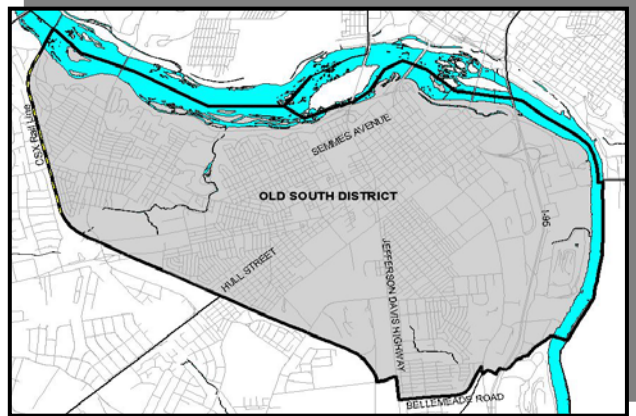 CSX Rail Line
SEMMES AVENUE
OLD SOUTH DISTRICT
I-95
HULL STREET
JEFFERSON DAVIS HIGHWAY
BELLEMEADE ROAD